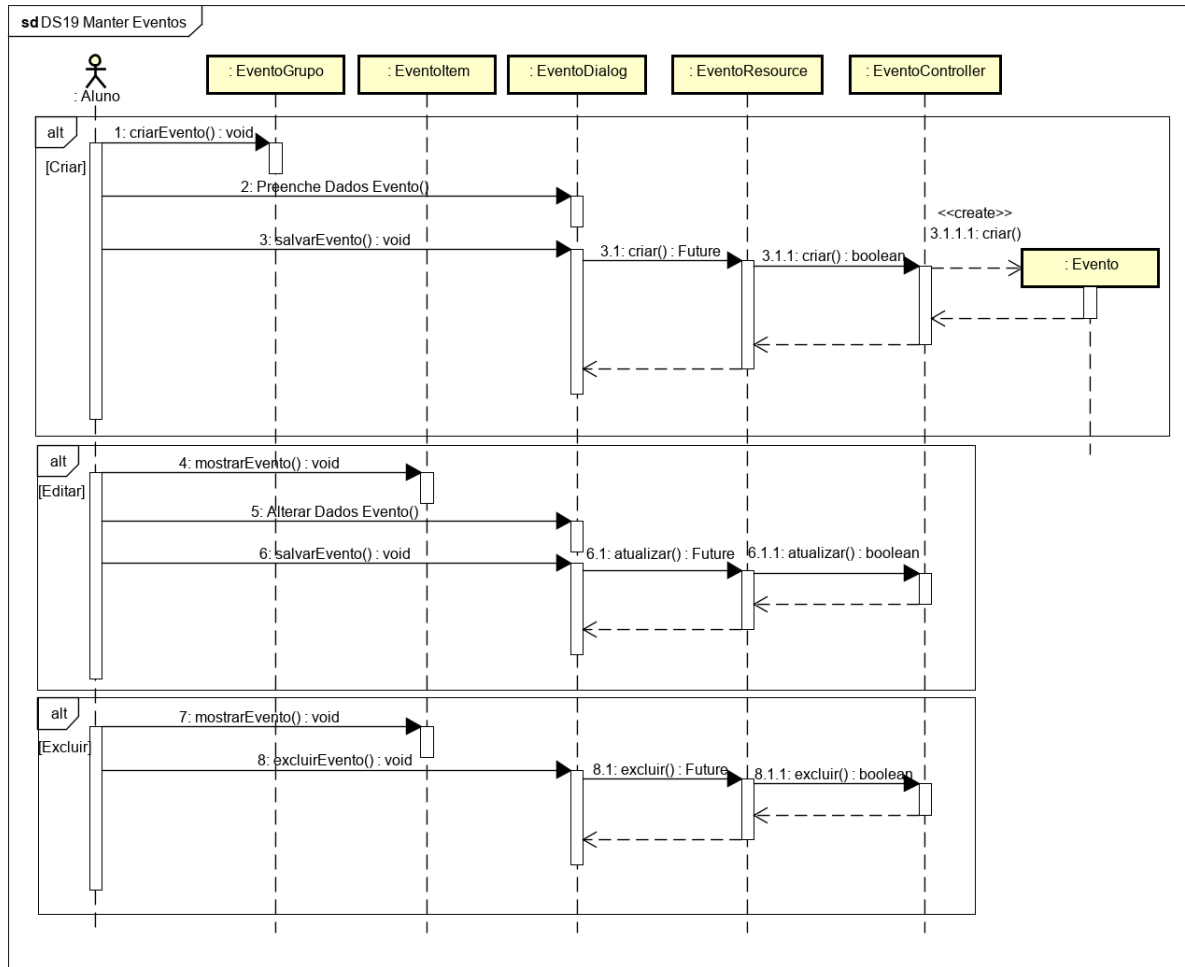 sd DS19 Manter Eventos
: Aluno
: EventoGrupo
: EventoItem
: EventoDialog
: EventoResource
: EventoController
alt
[Criar]
1: criarEvento() : void
2: Preenche Dados Evento()
3: salvarEvento() : void
3.1: criar() : Future
3.1.1: criar() : boolean
<<create>>
3.1.1.1: criar()
: Evento
alt
[Editar]
4: mostrarEvento() : void
5: Alterar Dados Evento()
6: salvarEvento() : void
6.1: atualizar() : Future
6.1.1: atualizar() : boolean
alt
[Excluir]
7: mostrarEvento() : void
8: excluirEvento() : void
8.1: excluir() : Future
8.1.1: excluir() : boolean